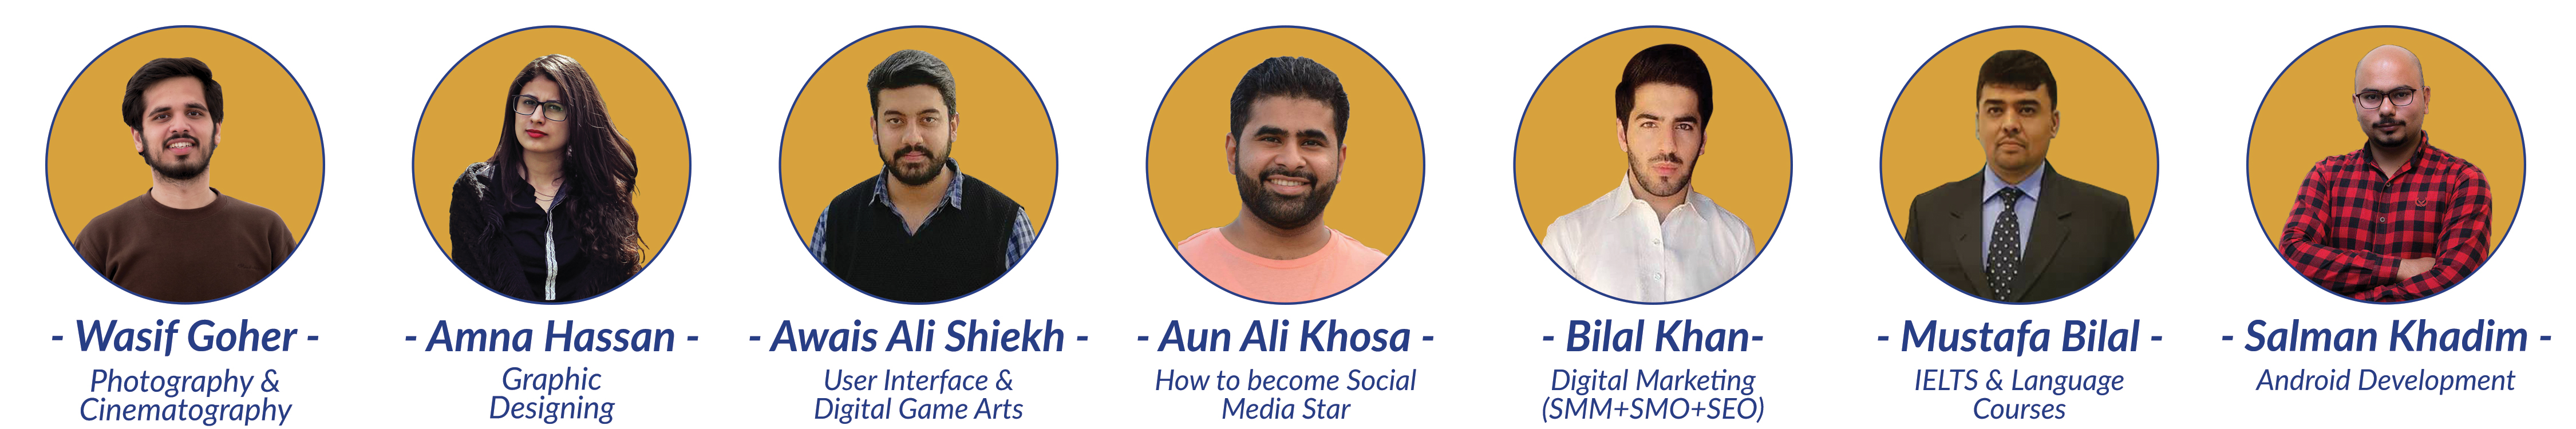 - Wasif Goher -
Photography &
Cinematography
- Amna Hassan -
Graphic
Designing
- Awais Ali Shiekh -
User Interface &
Digital Game Arts
- Aun Ali Khosa -
How to become Social
Media Star
- Bilal Khan-
Digital Marketing
(SMM+SMO+SEO)
- Mustafa Bilal -
IELTS & Language
Courses
- Salman Khadim -
Android Development